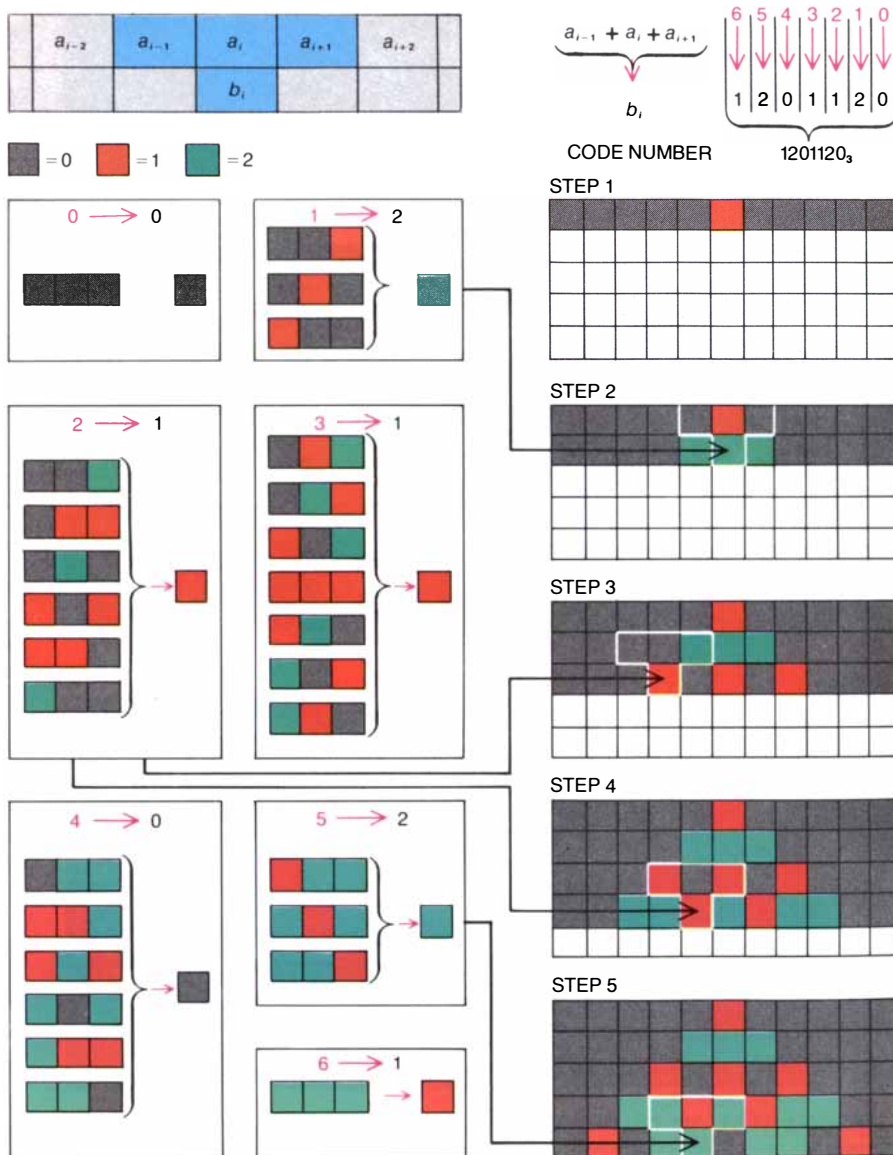 a_{i-2} a_{i-1} a_i a_{i+1} a_{i+2}
b_i
a_{i-1} + a_i + a_{i+1}
b_i
6 5 4 3 2 1 0
1 2 0 1 1 2 0
CODE NUMBER 1201120₃
= 0 = 1 = 2
STEP 1
0 → 0
1 → 2
STEP 2
2 → 1
3 → 1
STEP 3
STEP 4
4 → 0
5 → 2
STEP 5
6 → 1